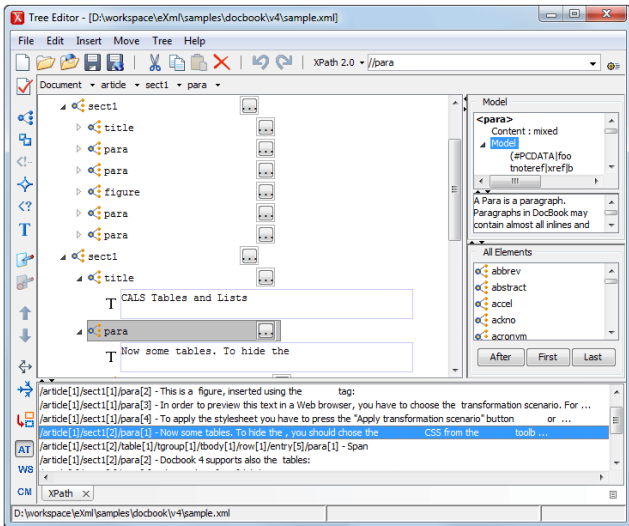 Tree Editor - [D:\workspace\eXml\samples\docbook\v4\sample.xml]
File Edit Insert Move Tree Help
XPath 2.0 //para
Document article sect1 para
sect1 ...
title ...
para ...
para ...
figure ...
para ...
para ...
sect1 ...
title ...
T CALS Tables and Lists
para ...
T Now some tables. To hide the
<!--
<?
T
AT
WS
CM
Model
<para>
Content : mixed
Model
(#PCDATA|foo
tnoteref|xref|b
A Para is a paragraph.
Paragraphs in DocBook may
contain almost all inlines and
All Elements
abbrev
abstract
accel
ackno
acronym
After First Last
/article[1]/sect1[1]/para[2] - This is a figure, inserted using the tag:
/article[1]/sect1[1]/para[3] - In order to preview this text in a Web browser, you have to choose the transformation scenario. For ...
/article[1]/sect1[1]/para[4] - To apply the stylesheet you have to press the "Apply transformation scenario" button or ...
/article[1]/sect1[2]/para[1] - Now some tables. To hide the , you should chose the CSS from the toolb ...
/article[1]/sect1[2]/table[1]/tgroup[1]/tbody[1]/row[1]/entry[5]/para[1] - Span
/article[1]/sect1[2]/para[2] - Docbook 4 supports also the tables:
XPath ×
D:\workspace\eXml\samples\docbook\v4\sample.xml